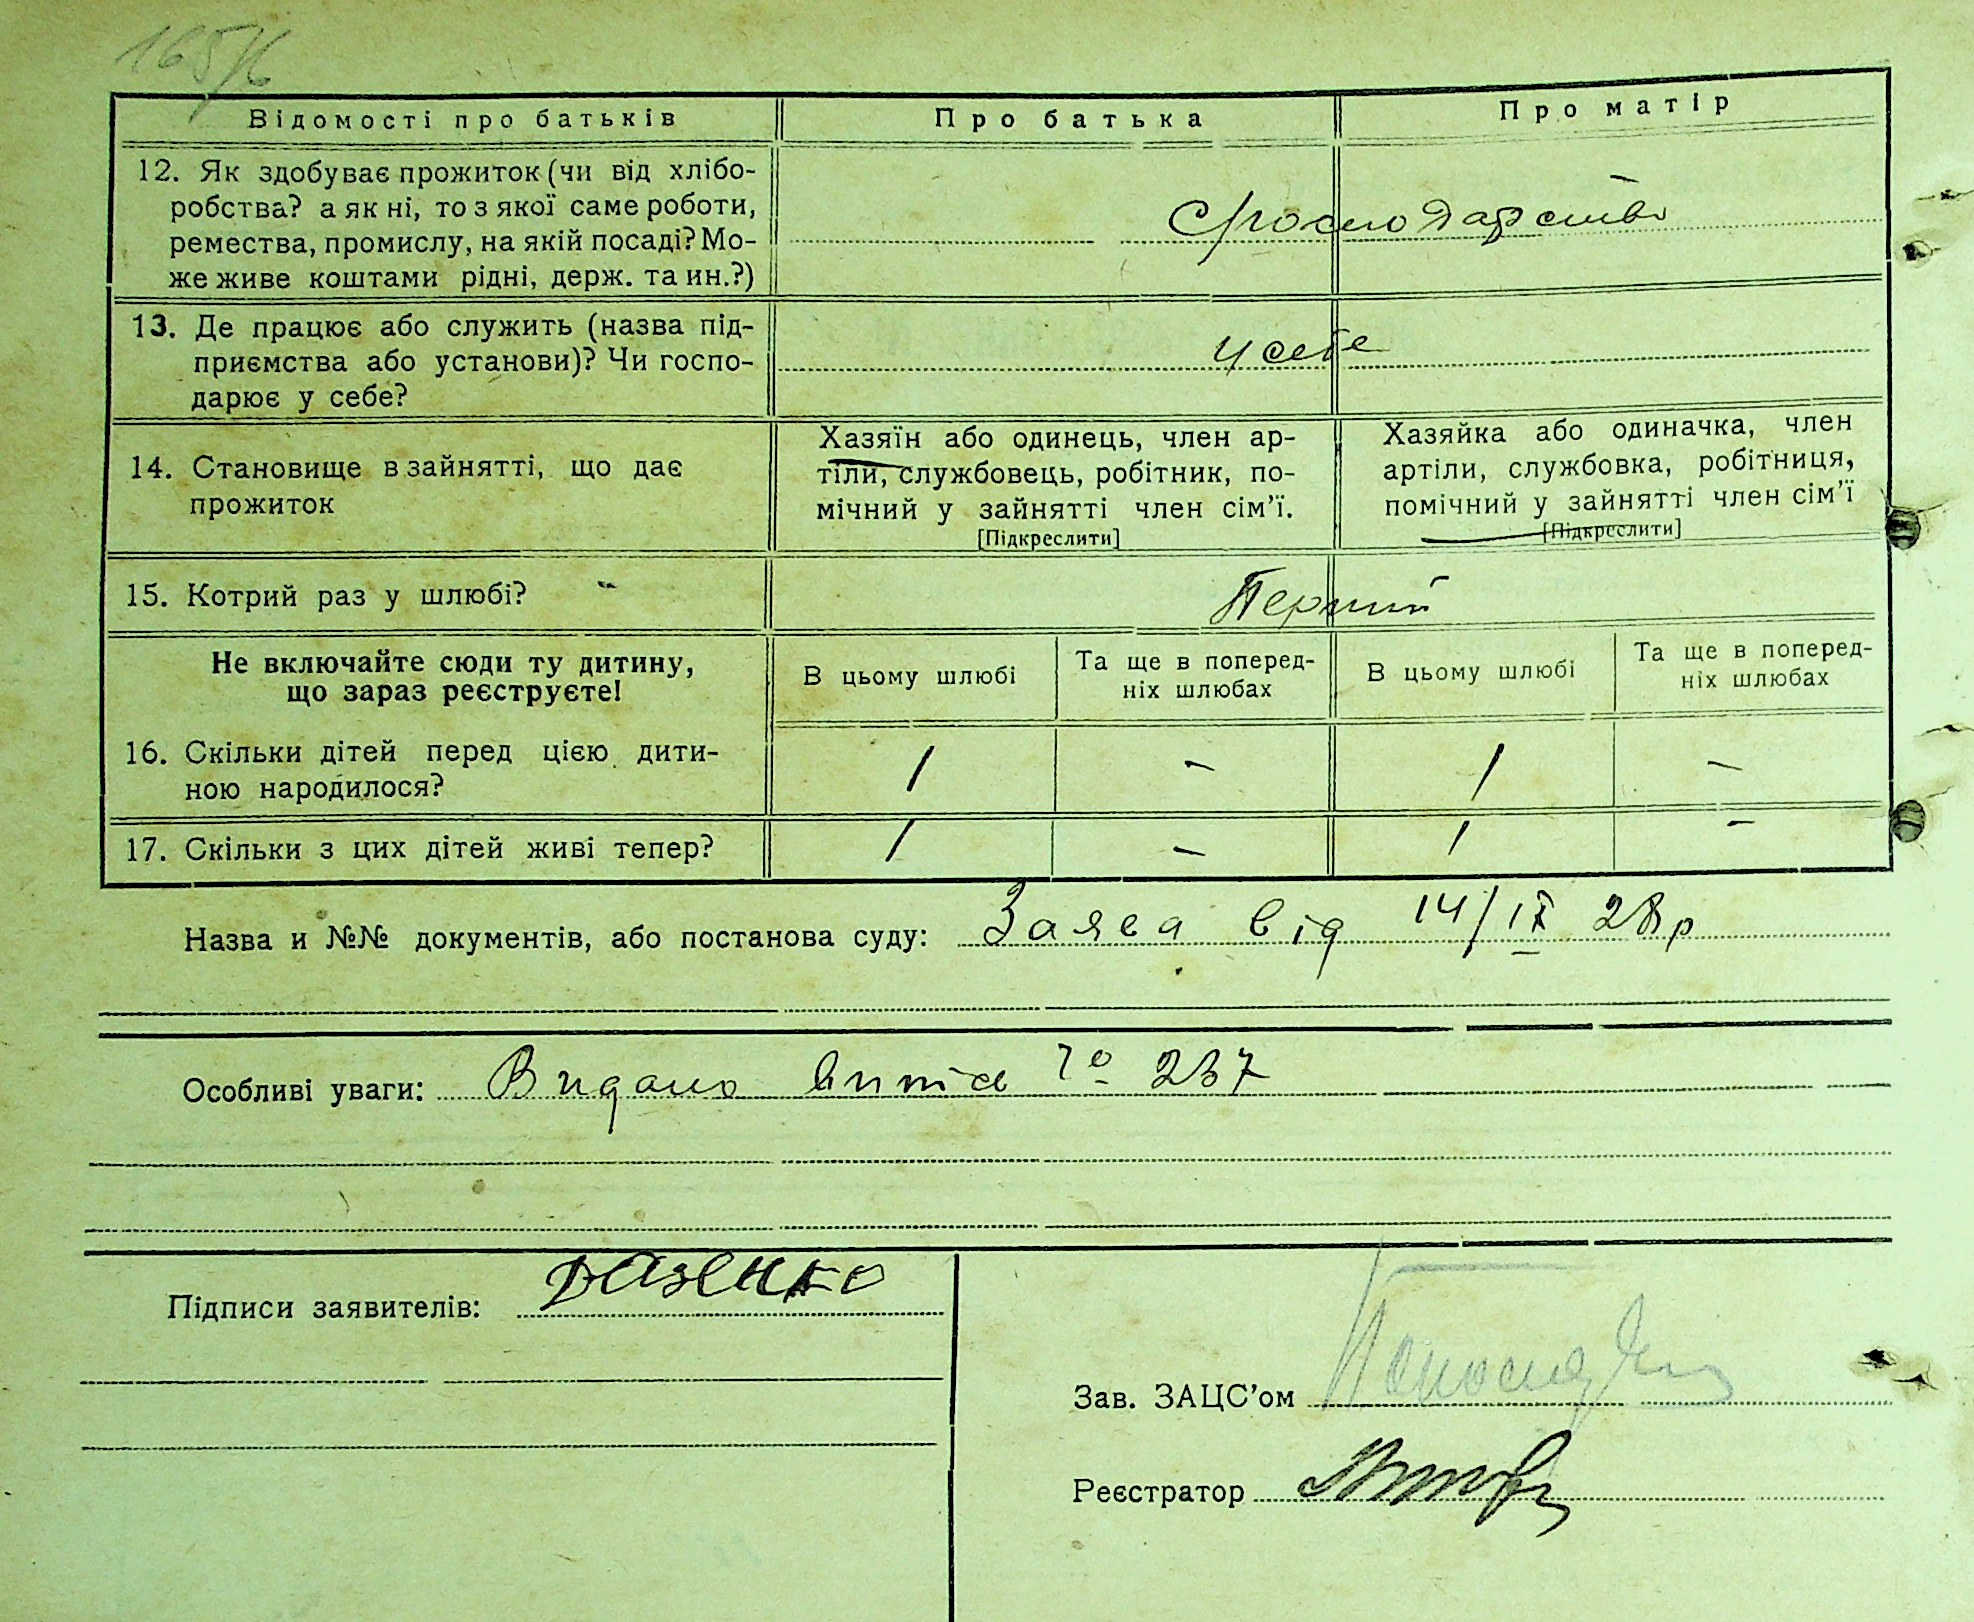 165/6
Відомості про батьків
Про батька
Про матір
12. Як здобуває прожиток (чи від хлібо-
робства? а як ні, то з якої саме роботи,
ремества, промислу, на якій посаді? Мо-
же живе коштами рідні, держ. та ин.?)
Господарство
13. Де працює або служить (назва під-
приємства або установи)? Чи госпо-
дарює у себе?
у себе
14. Становище в зайнятті, що дає
прожиток
Хазяїн або одинець, член ар-
тіли, службовець, робітник, по-
мічний у зайнятті член сім'ї.
[Підкреслити]
Хазяйка або одиначка, член
артіли, службовка, робітниця,
помічний у зайнятті член сім'ї
[Підкреслити]
15. Котрий раз у шлюбі?
Перший
Не включайте сюди ту дитину,
що зараз реєструєте!
В цьому шлюбі
Та ще в поперед-
ніх шлюбах
В цьому шлюбі
Та ще в поперед-
ніх шлюбах
16. Скільки дітей перед цією дити-
ною народилося?
1 - 1 -
17. Скільки з цих дітей живі тепер?
1 - 1 -
Назва и №№ документів, або постанова суду: Заява від 14/IX 28 р
Особливі уваги: Видано витяг № 237
Підписи заявителів: Базенко
Зав. ЗАЦС'ом
Реєстратор